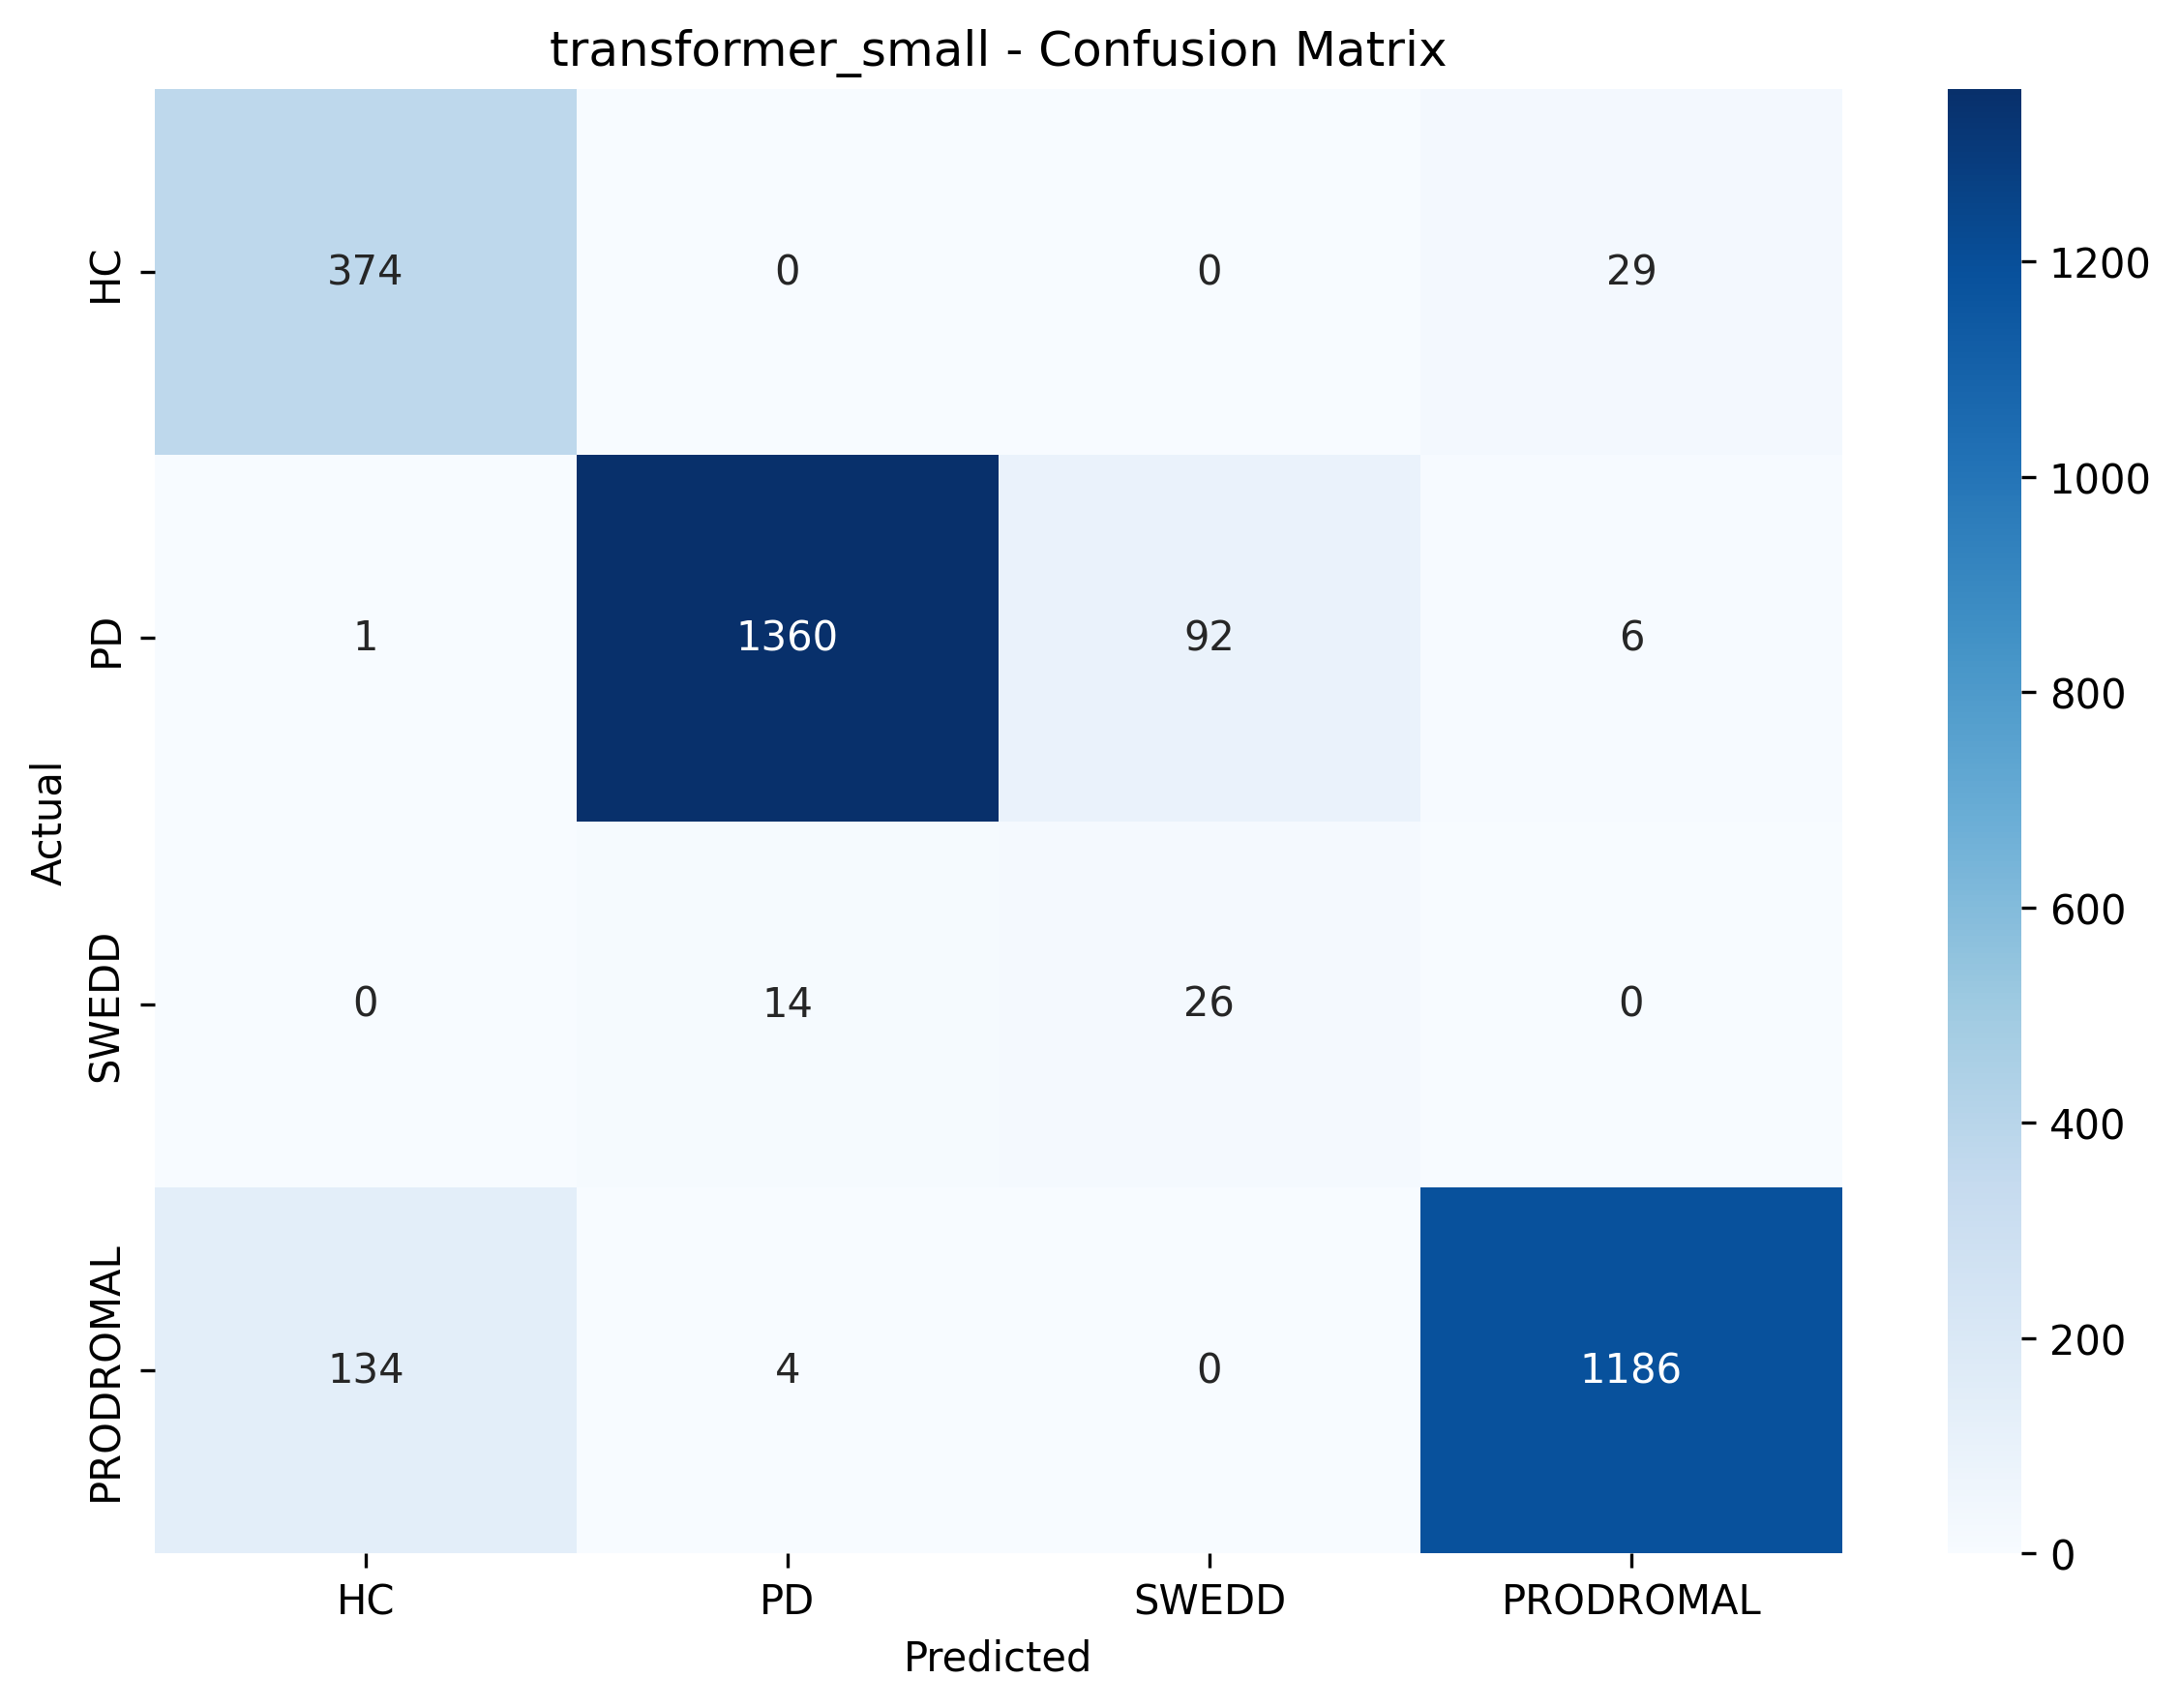 transformer_small - Confusion Matrix
HC 374 0 0 29
PD 1 1360 92 6
SWEDD 0 14 26 0
PRODROMAL 134 4 0 1186
Actual
HC PD SWEDD PRODROMAL
Predicted
1200
1000
800
600
400
200
0